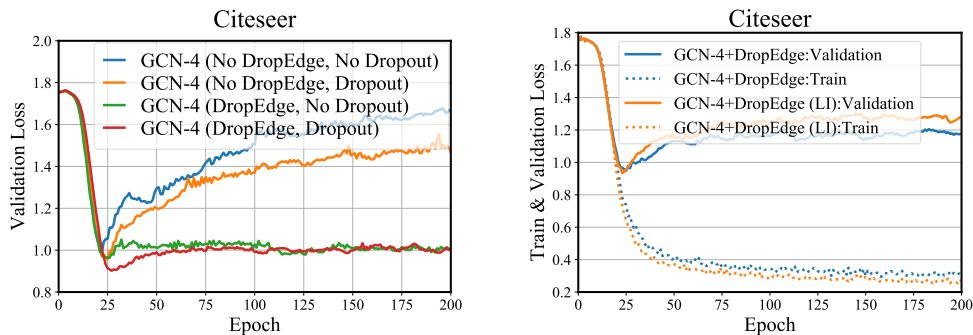 Citeseer
Validation Loss
2.0
1.8
1.6
1.4
1.2
1.0
0.8
GCN-4 (No DropEdge, No Dropout)
GCN-4 (No DropEdge, Dropout)
GCN-4 (DropEdge, No Dropout)
GCN-4 (DropEdge, Dropout)
0 25 50 75 100 125 150 175 200
Epoch
Citeseer
Train & Validation Loss
1.8
1.6
1.4
1.2
1.0
0.8
0.6
0.4
0.2
GCN-4+DropEdge:Validation
GCN-4+DropEdge:Train
GCN-4+DropEdge (LI):Validation
GCN-4+DropEdge (LI):Train
0 25 50 75 100 125 150 175 200
Epoch